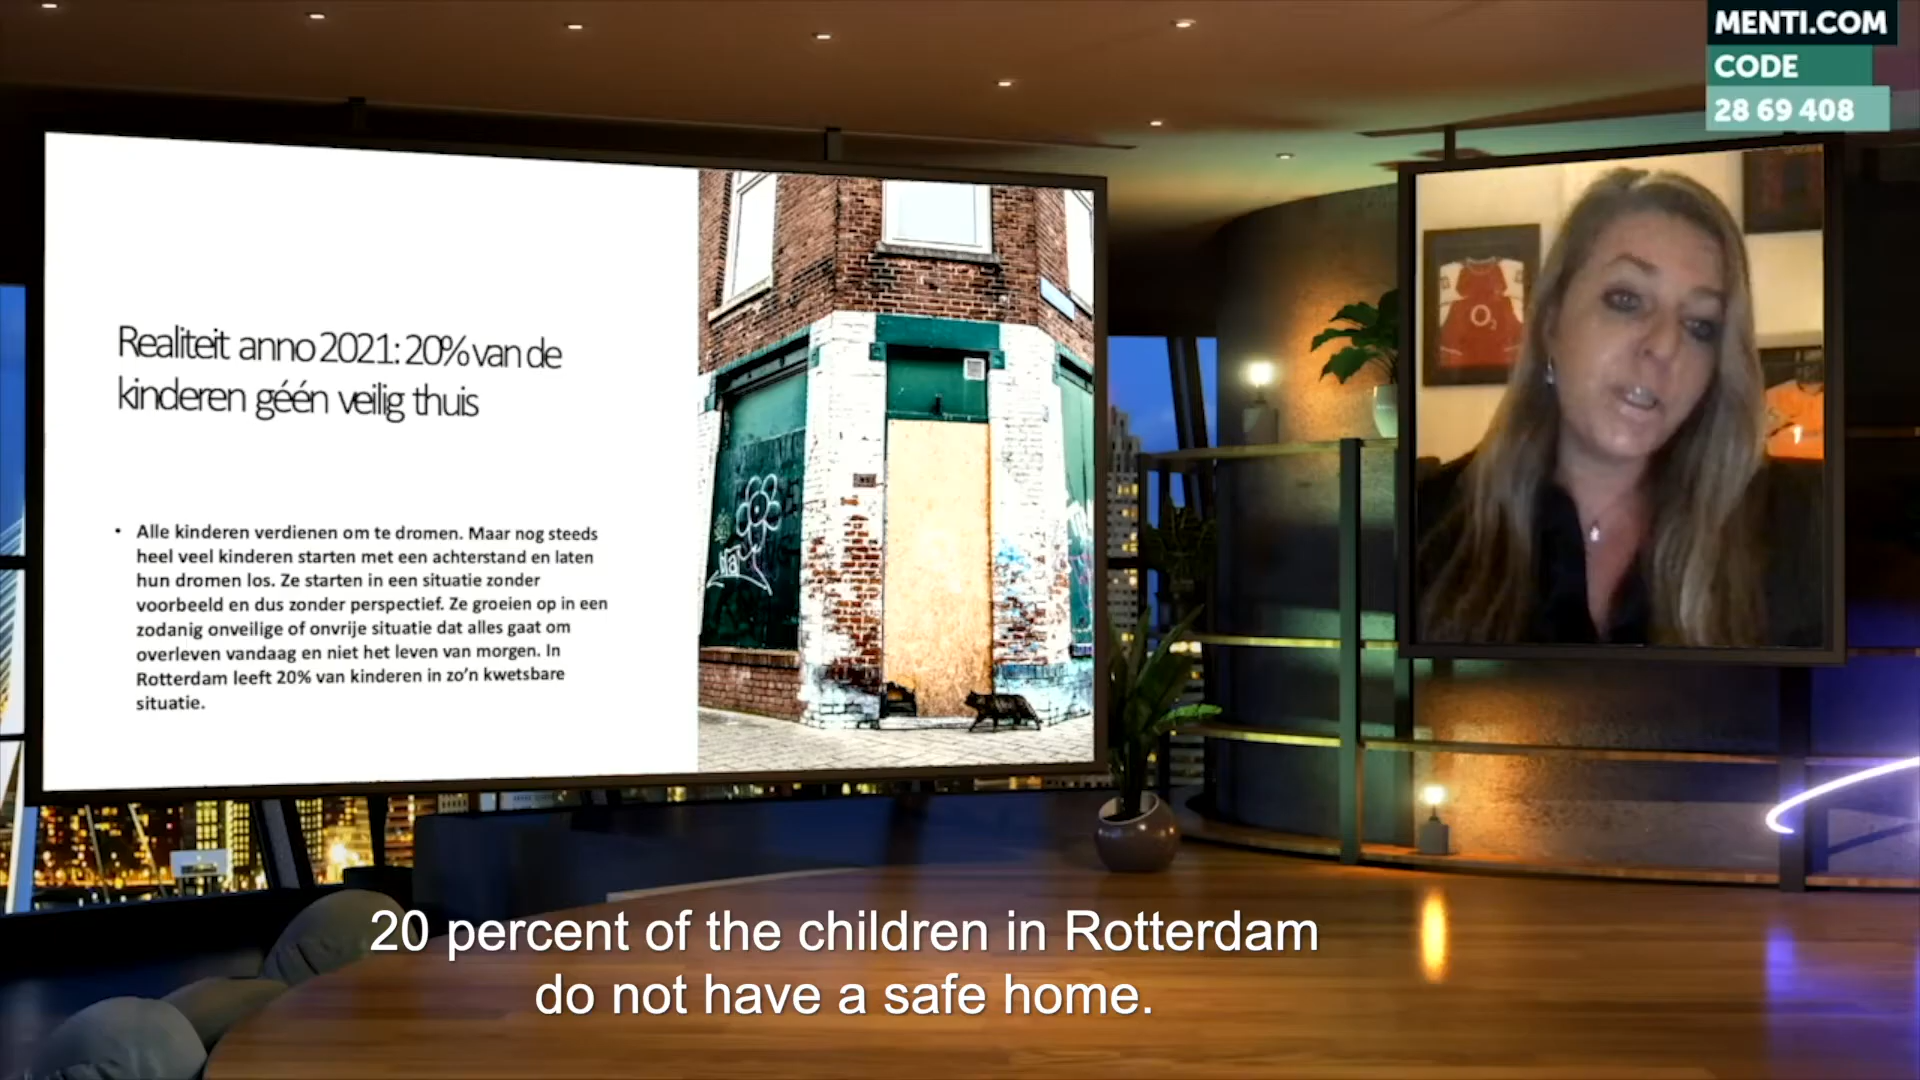 MENTI.COM
CODE
28 69 408
Realiteit anno 2021: 20% van de
kinderen géén veilig thuis
• Alle kinderen verdienen om te dromen. Maar nog steeds
heel veel kinderen starten met een achterstand en laten
hun dromen los. Ze starten in een situatie zonder
voorbeeld en dus zonder perspectief. Ze groeien op in een
zodanig onveilige of onvrije situatie dat alles gaat om
overleven vandaag en niet het leven van morgen. In
Rotterdam leeft 20% van kinderen in zo'n kwetsbare
situatie.
O₂
20 percent of the children in Rotterdam
do not have a safe home.